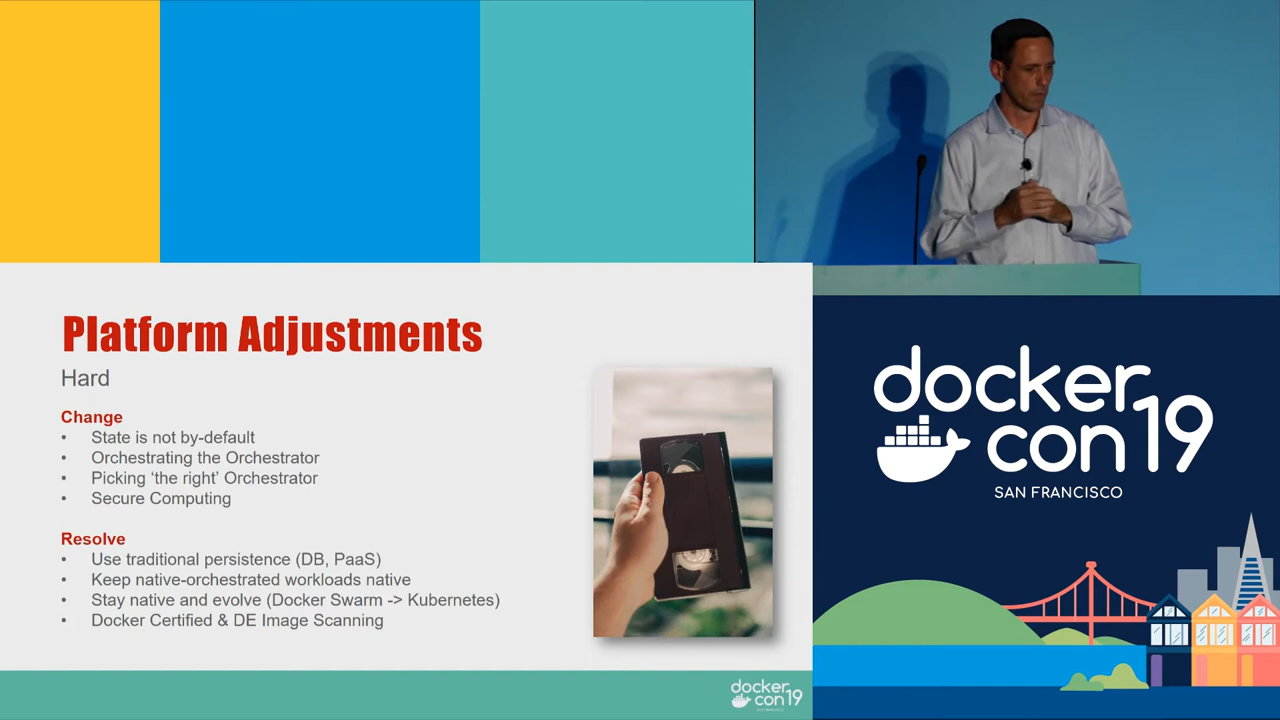 Platform Adjustments
Hard
Change
• State is not by-default
• Orchestrating the Orchestrator
• Picking ‘the right’ Orchestrator
• Secure Computing
Resolve
• Use traditional persistence (DB, PaaS)
• Keep native-orchestrated workloads native
• Stay native and evolve (Docker Swarm -> Kubernetes)
• Docker Certified & DE Image Scanning
docker
con19
SAN FRANCISCO
docker
con 19
SAN FRANCISCO